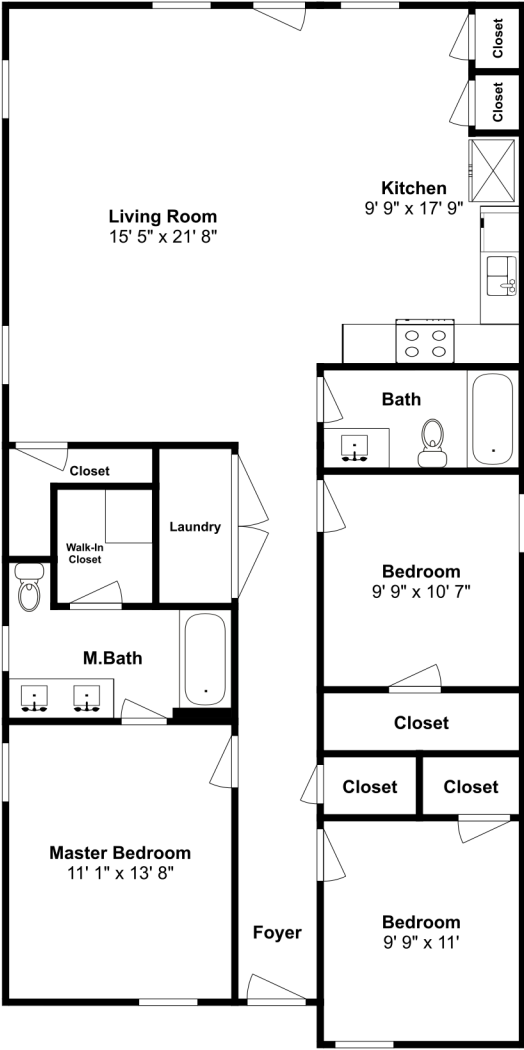 Closet
Closet
Kitchen
9' 9" x 17' 9"
Living Room
15' 5" x 21' 8"
Bath
Closet
Laundry
Walk-In
Closet
Bedroom
9' 9" x 10' 7"
M.Bath
Closet
Closet
Closet
Master Bedroom
11' 1" x 13' 8"
Bedroom
9' 9" x 11'
Foyer